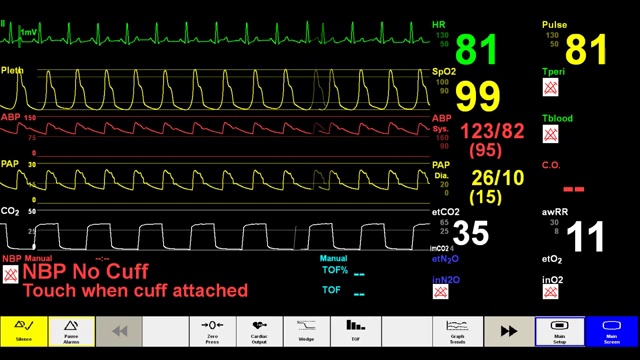 II
1mV
HR
130
50
81
Pulse
130
50
81
Pleth
SpO2
100
90
99
Tperi
ABP 150
75
0
ABP
Sys.
160
90
123/82
(95)
Tblood
PAP 30
15
0
PAP
Dia.
20
0
26/10
(15)
C.O.
--
CO2 50
25
0
etCO2
65
25
35
imCO2 4
awRR
30
8
11
NBP Manual --:--
NBP No Cuff
Touch when cuff attached
Manual
TOF% --
TOF --
etN2O
inN2O
etO2
inO2
Silence
Pause
Alarms
Zero
Press
Cardiac
Output
Wedge
TOF
Graph
Trends
Main
Setup
Main
Screen